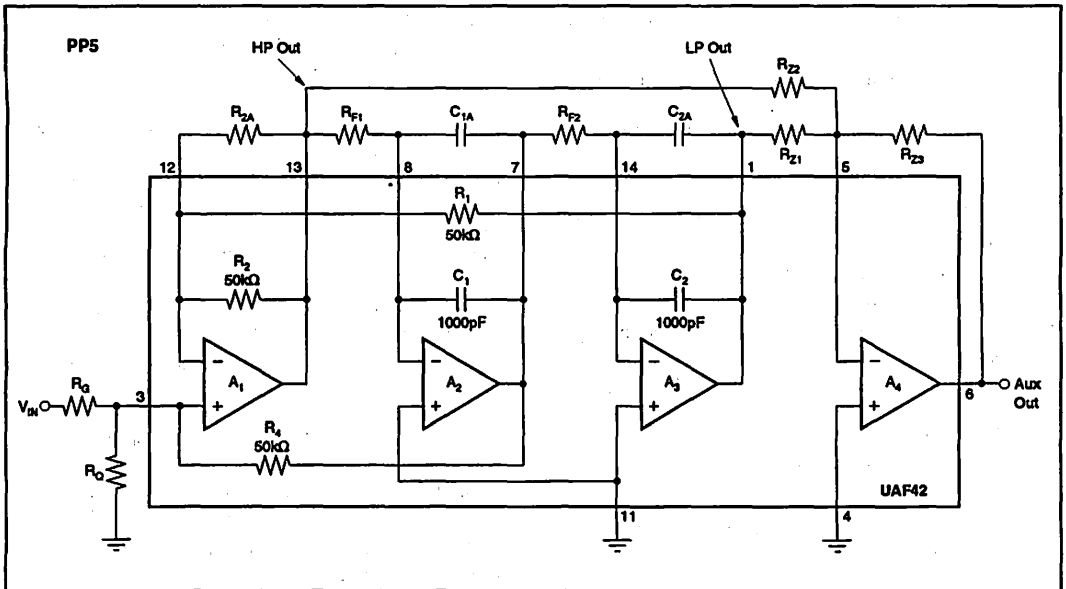 PP5
HP Out
LP Out
RZ2
R2A
RF1
C1A
RF2
C2A
RZ1
RZ3
12
13
8
7
14
1
5
R1
50kΩ
R2
50kΩ
C1
1000pF
C2
1000pF
−
−
−
−
A1
A2
A3
A4
+
+
+
+
RG
VIN
3
6
Aux
Out
R4
50kΩ
RQ
UAF42
11
4